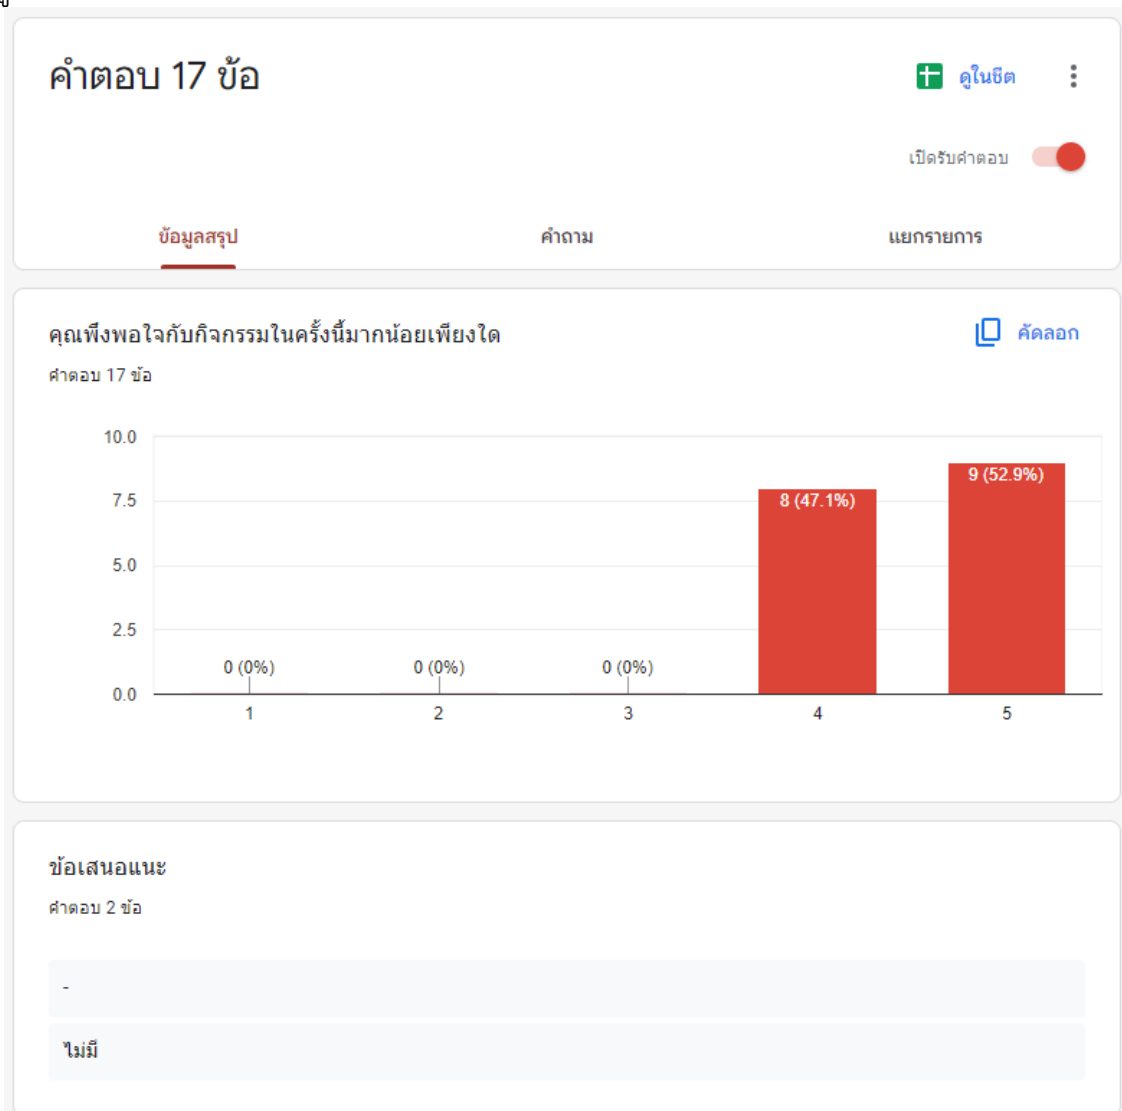 คำตอบ 17 ข้อ
ดูในชีต
เปิดรับคำตอบ
ข้อมูลสรุป คำถาม แยกรายการ
คุณพึงพอใจกับกิจกรรมในครั้งนี้มากน้อยเพียงใด
คัดลอก
คำตอบ 17 ข้อ
10.0
7.5
5.0
2.5
0.0
0 (0%) 0 (0%) 0 (0%) 8 (47.1%) 9 (52.9%)
1 2 3 4 5
ข้อเสนอแนะ
คำตอบ 2 ข้อ
-
ไม่มี